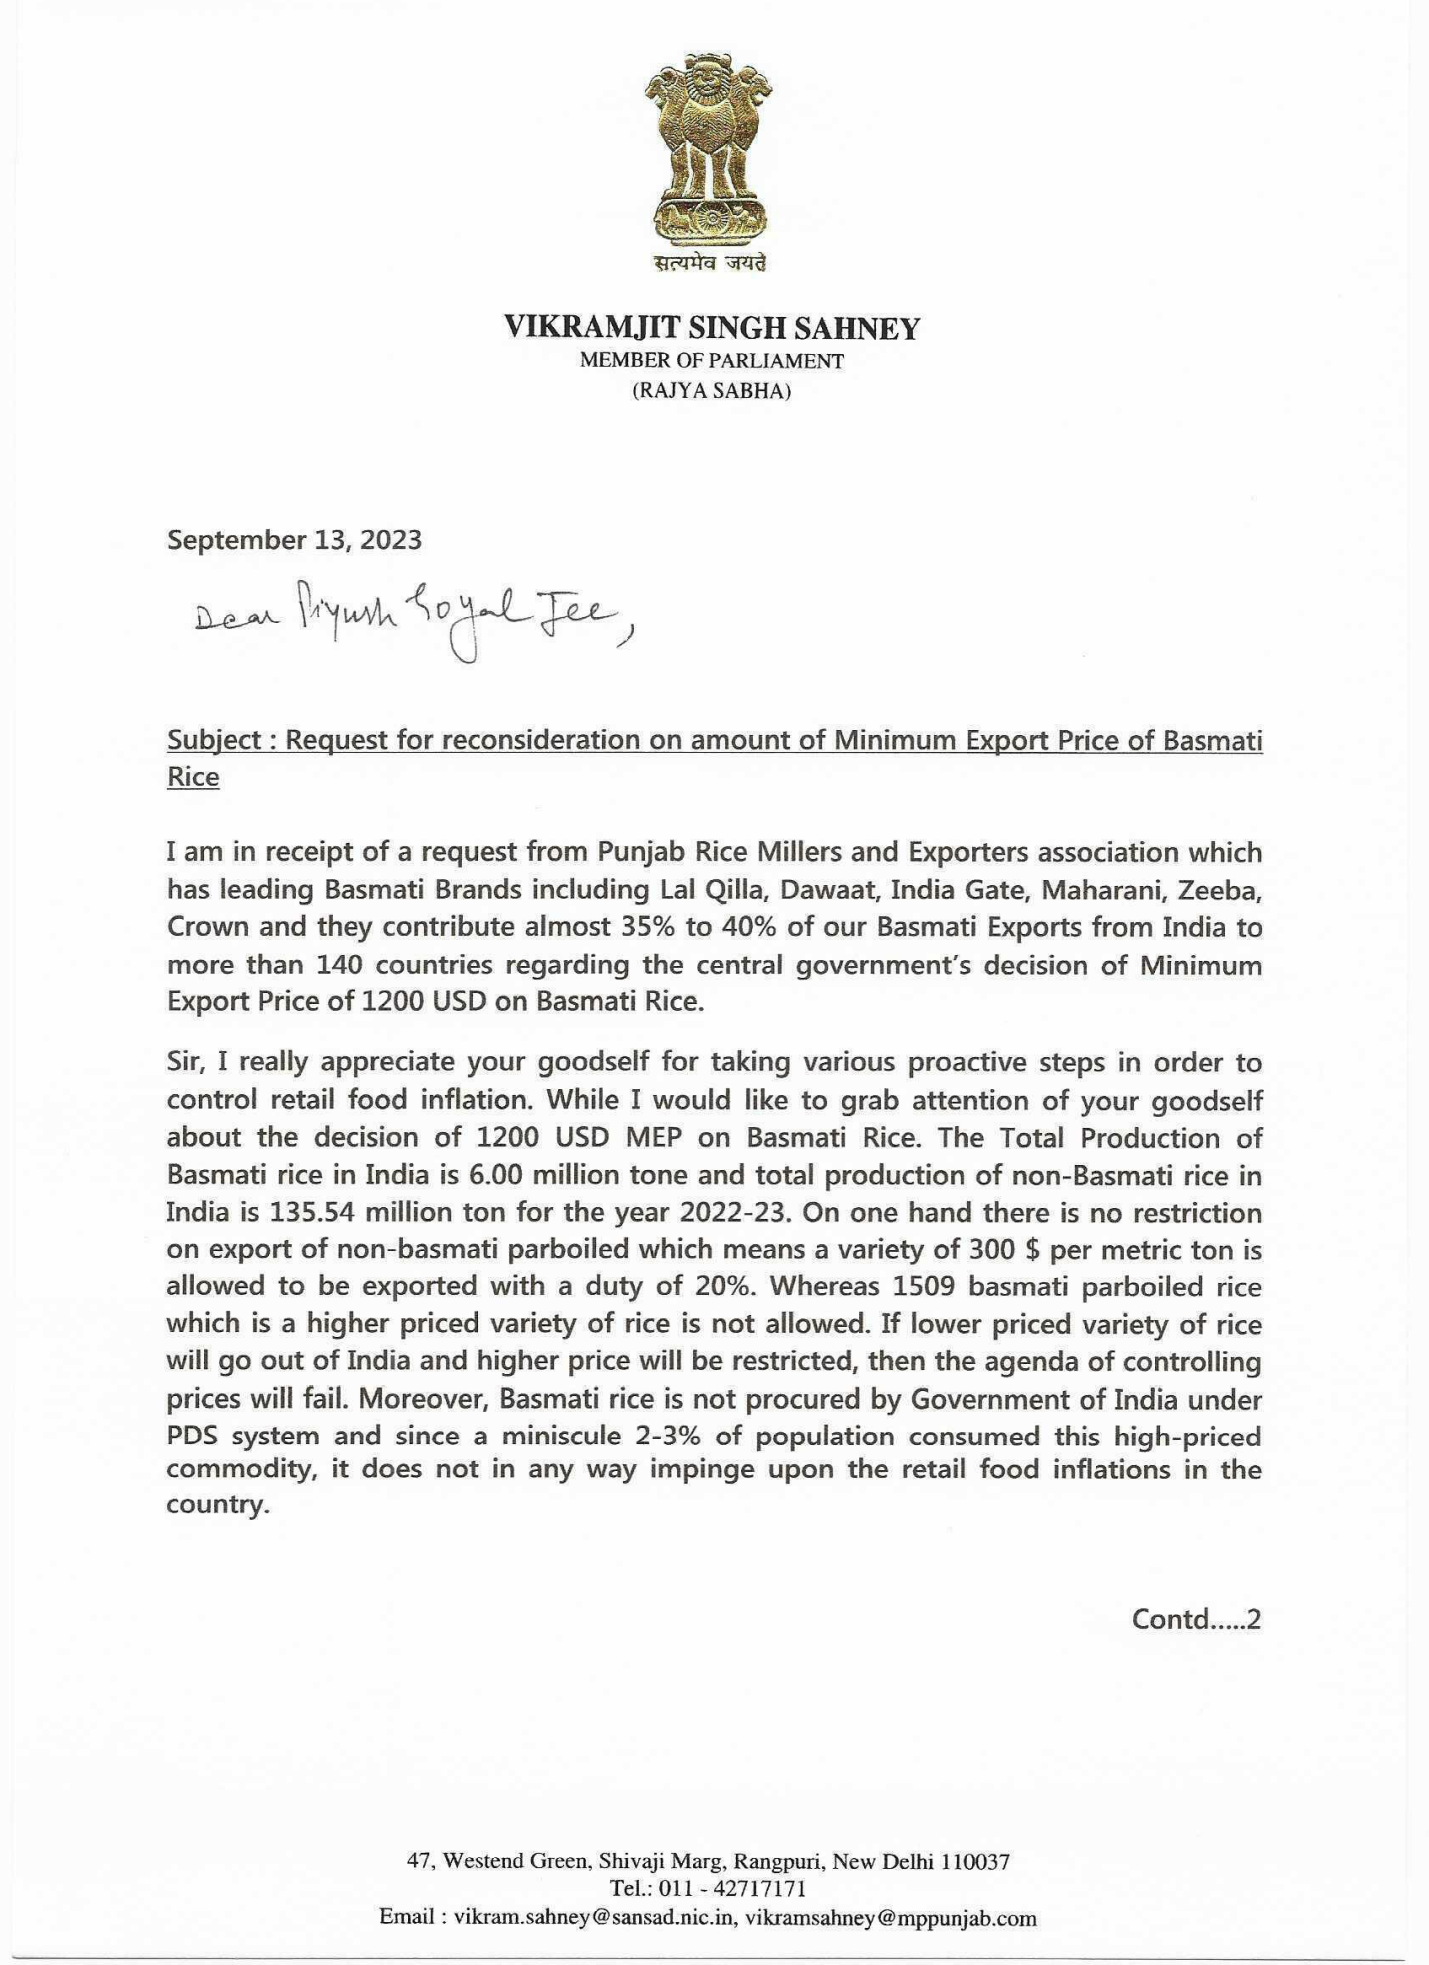 सत्यमेव जयते
VIKRAMJIT SINGH SAHNEY
MEMBER OF PARLIAMENT
(RAJYA SABHA)
September 13, 2023
Dear Piyush Goyal Jee,
Subject : Request for reconsideration on amount of Minimum Export Price of Basmati
Rice
I am in receipt of a request from Punjab Rice Millers and Exporters association which
has leading Basmati Brands including Lal Qilla, Dawaat, India Gate, Maharani, Zeeba,
Crown and they contribute almost 35% to 40% of our Basmati Exports from India to
more than 140 countries regarding the central government's decision of Minimum
Export Price of 1200 USD on Basmati Rice.
Sir, I really appreciate your goodself for taking various proactive steps in order to
control retail food inflation. While I would like to grab attention of your goodself
about the decision of 1200 USD MEP on Basmati Rice. The Total Production of
Basmati rice in India is 6.00 million tone and total production of non-Basmati rice in
India is 135.54 million ton for the year 2022-23. On one hand there is no restriction
on export of non-basmati parboiled which means a variety of 300 $ per metric ton is
allowed to be exported with a duty of 20%. Whereas 1509 basmati parboiled rice
which is a higher priced variety of rice is not allowed. If lower priced variety of rice
will go out of India and higher price will be restricted, then the agenda of controlling
prices will fail. Moreover, Basmati rice is not procured by Government of India under
PDS system and since a miniscule 2-3% of population consumed this high-priced
commodity, it does not in any way impinge upon the retail food inflations in the
country.
Contd.....2
47, Westend Green, Shivaji Marg, Rangpuri, New Delhi 110037
Tel.: 011 - 42717171
Email : vikram.sahney@sansad.nic.in, vikramsahney@mppunjab.com